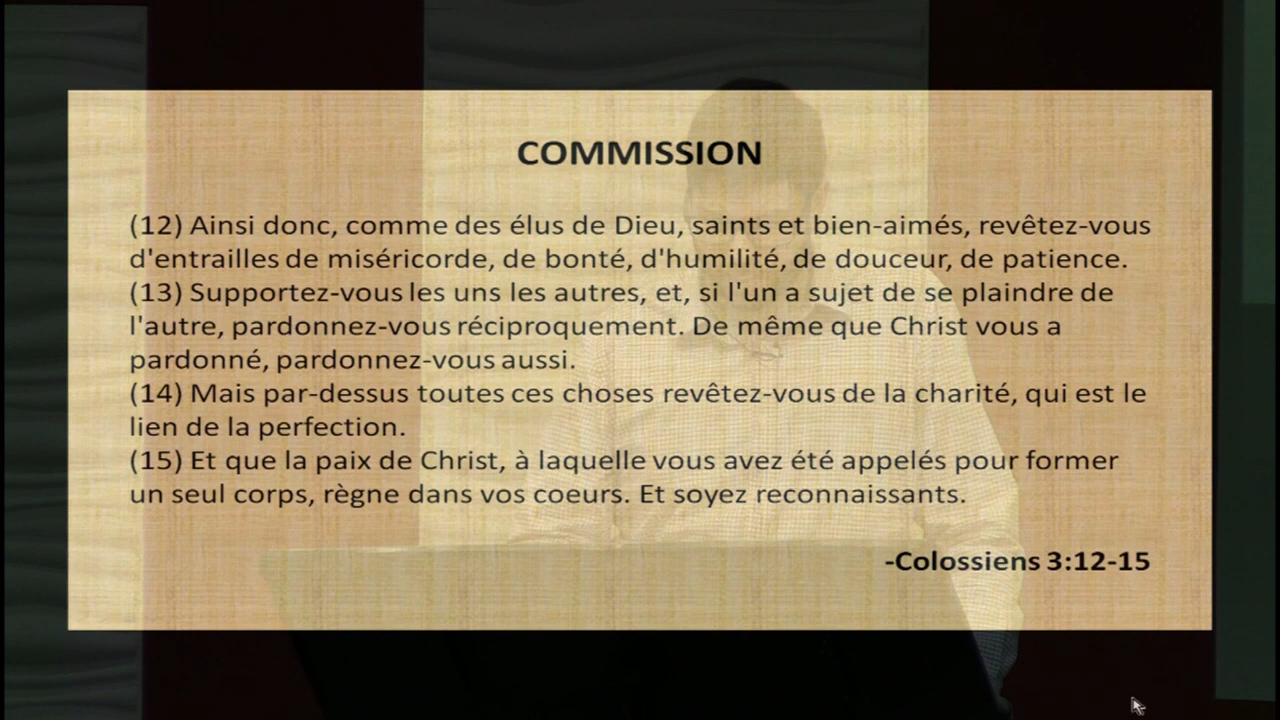 COMMISSION
(12) Ainsi donc, comme des élus de Dieu, saints et bien-aimés, revêtez-vous
d'entrailles de miséricorde, de bonté, d'humilité, de douceur, de patience.
(13) Supportez-vous les uns les autres, et, si l'un a sujet de se plaindre de
l'autre, pardonnez-vous réciproquement. De même que Christ vous a
pardonné, pardonnez-vous aussi.
(14) Mais par-dessus toutes ces choses revêtez-vous de la charité, qui est le
lien de la perfection.
(15) Et que la paix de Christ, à laquelle vous avez été appelés pour former
un seul corps, règne dans vos coeurs. Et soyez reconnaissants.
-Colossiens 3:12-15